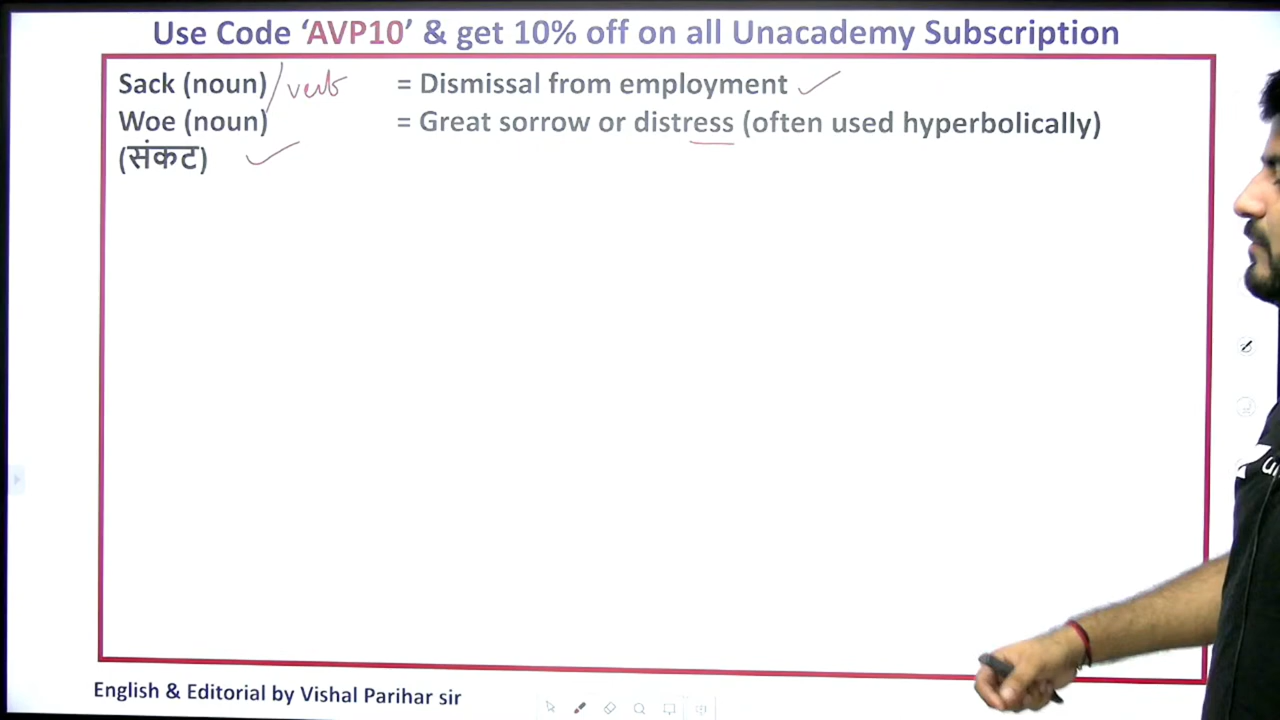 Use Code ‘AVP10’ & get 10% off on all Unacademy Subscription
Sack (noun) / verb = Dismissal from employment
Woe (noun) = Great sorrow or distress (often used hyperbolically)
(संकट)
English & Editorial by Vishal Parihar sir